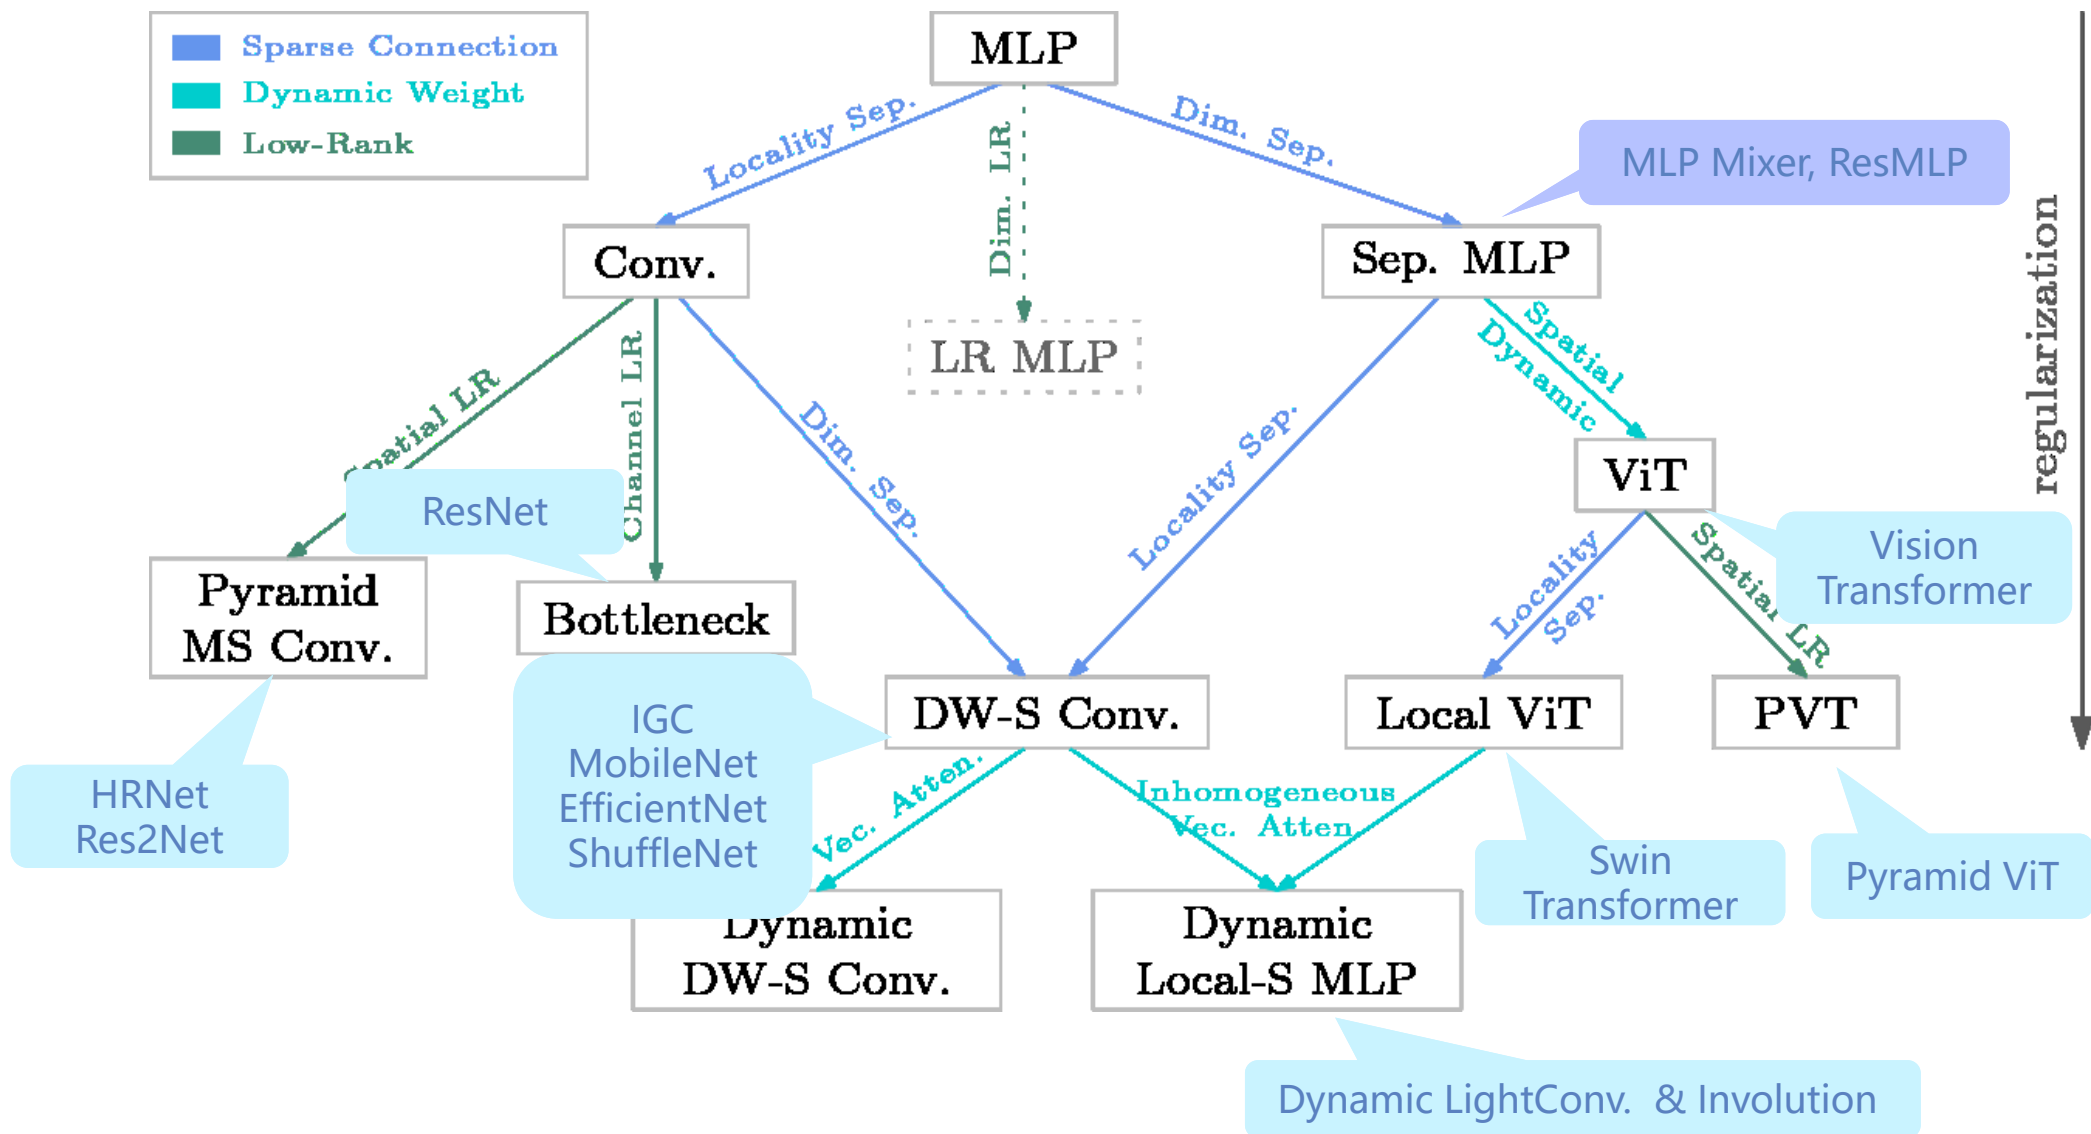 Sparse Connection
Dynamic Weight
Low-Rank
MLP
Locality Sep.
Dim. LR
Dim. Sep.
MLP Mixer, ResMLP
regularization
Conv.
Sep. MLP
LR MLP
Spatial LR
Channel LR
Dim. Sep.
Locality Sep.
Spatial
Dynamic
ViT
ResNet
Vision
Transformer
Locality
Sep.
Spatial LR
Pyramid
MS Conv.
Bottleneck
DW-S Conv.
Local ViT
PVT
IGC
MobileNet
EfficientNet
ShuffleNet
HRNet
Res2Net
Vec. Atten.
Inhomogeneous
Vec. Atten.
Swin
Transformer
Pyramid ViT
Dynamic
DW-S Conv.
Dynamic
Local-S MLP
Dynamic LightConv. & Involution